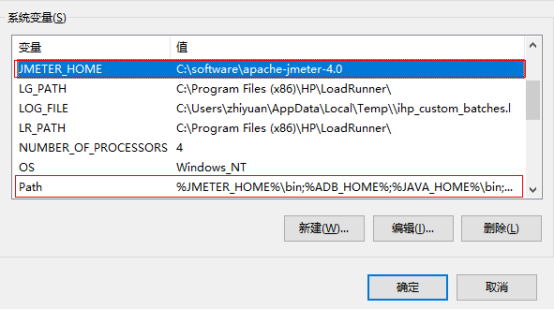 系统变量(S)
变量 值
JMETER_HOME C:\software\apache-jmeter-4.0
LG_PATH C:\Program Files (x86)\HP\LoadRunner\
LOG_FILE C:\Users\zhiyuan\AppData\Local\Temp\\ihp_custom_batches.l
LR_PATH C:\Program Files (x86)\HP\LoadRunner\
NUMBER_OF_PROCESSORS 4
OS Windows_NT
Path %JMETER_HOME%\bin;%ADB_HOME%;%JAVA_HOME%\bin;...
新建(W)... 编辑(I)... 删除(L)
确定 取消